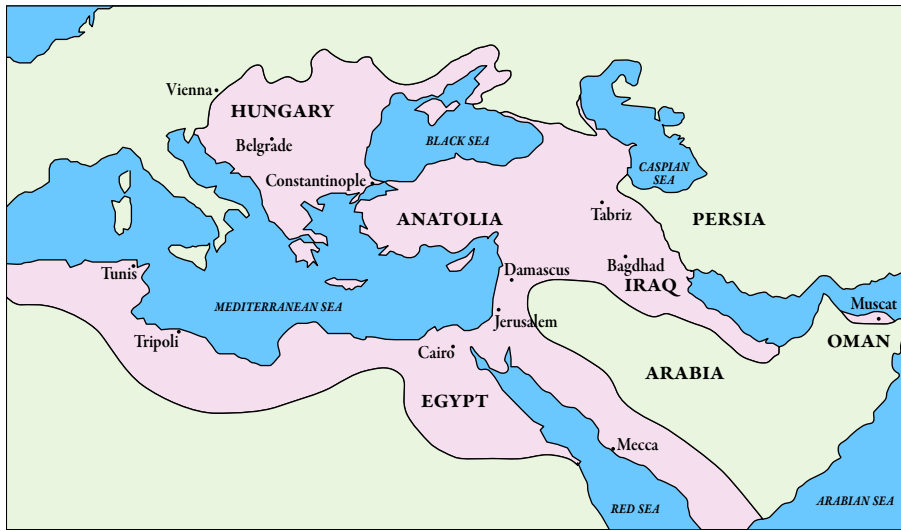 Vienna
HUNGARY
Belgrade
BLACK SEA
CASPIAN
SEA
Constantinople
Tabriz
ANATOLIA
PERSIA
Tunis
Damascus
Bagdhad
IRAQ
MEDITERRANEAN SEA
Muscat
Jerusalem
Tripoli
OMAN
Cairo
ARABIA
EGYPT
Mecca
RED SEA
ARABIAN SEA